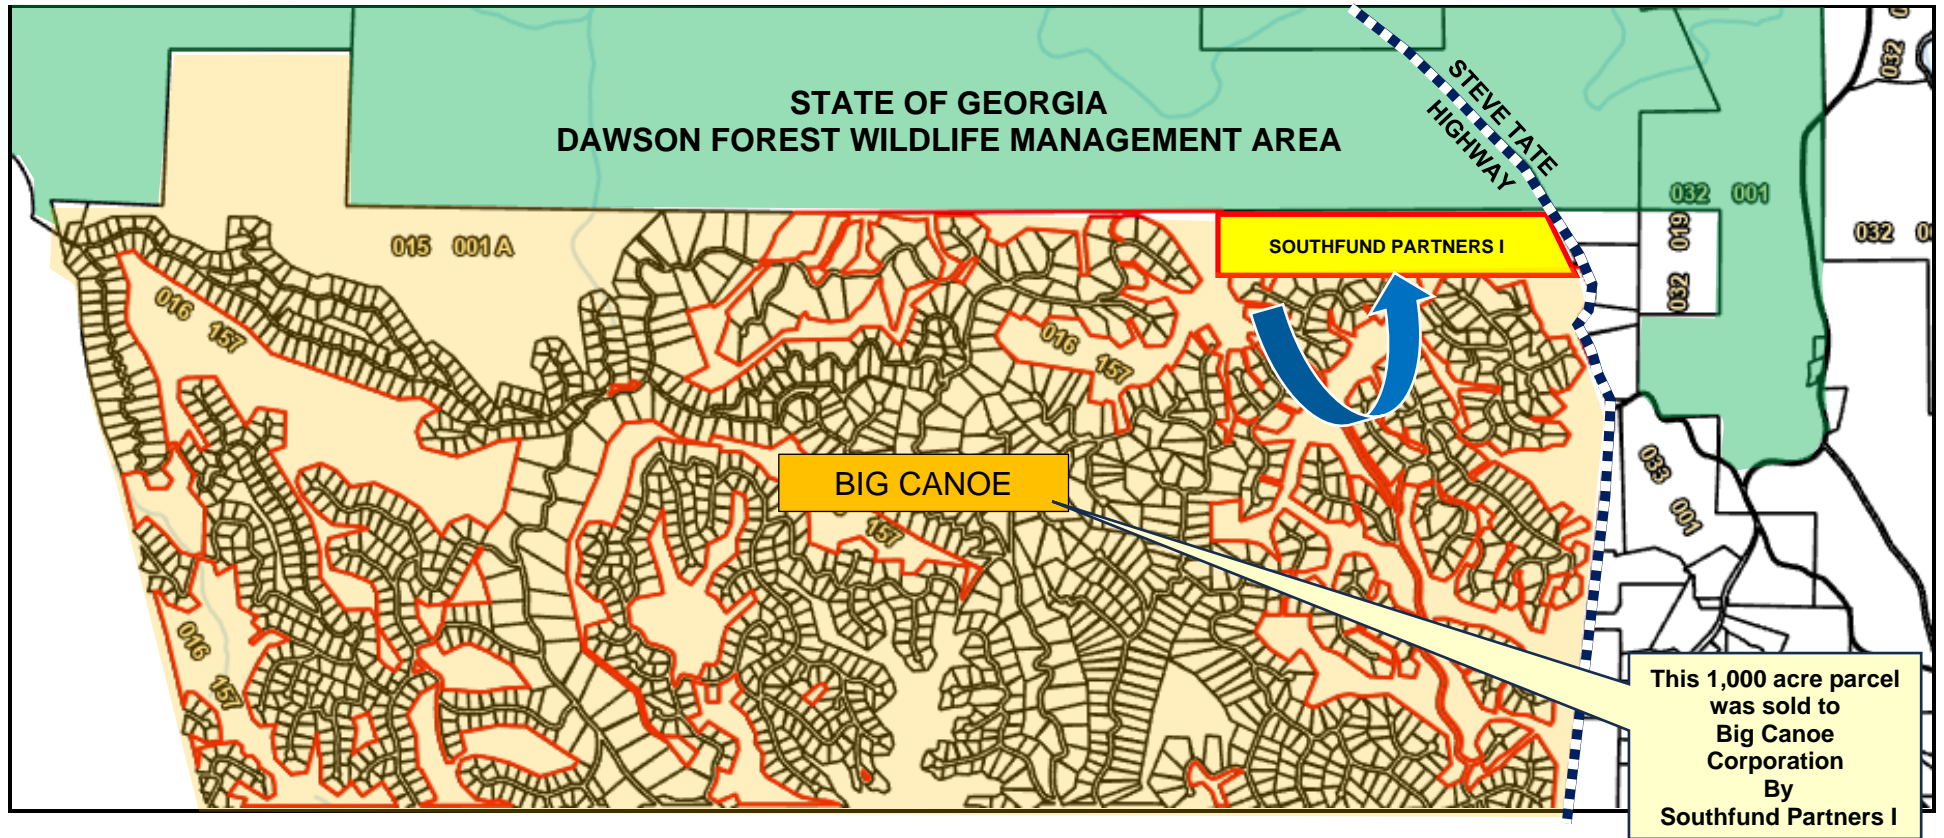 032
STATE OF GEORGIA
DAWSON FOREST WILDLIFE MANAGEMENT AREA
STEVE TATE
HIGHWAY
032 001
015 001 A
SOUTHFUND PARTNERS I
032 019
032
016 157
016 157
BIG CANOE
157
033 001
016 157
This 1,000 acre parcel
was sold to
Big Canoe
Corporation
By
Southfund Partners I